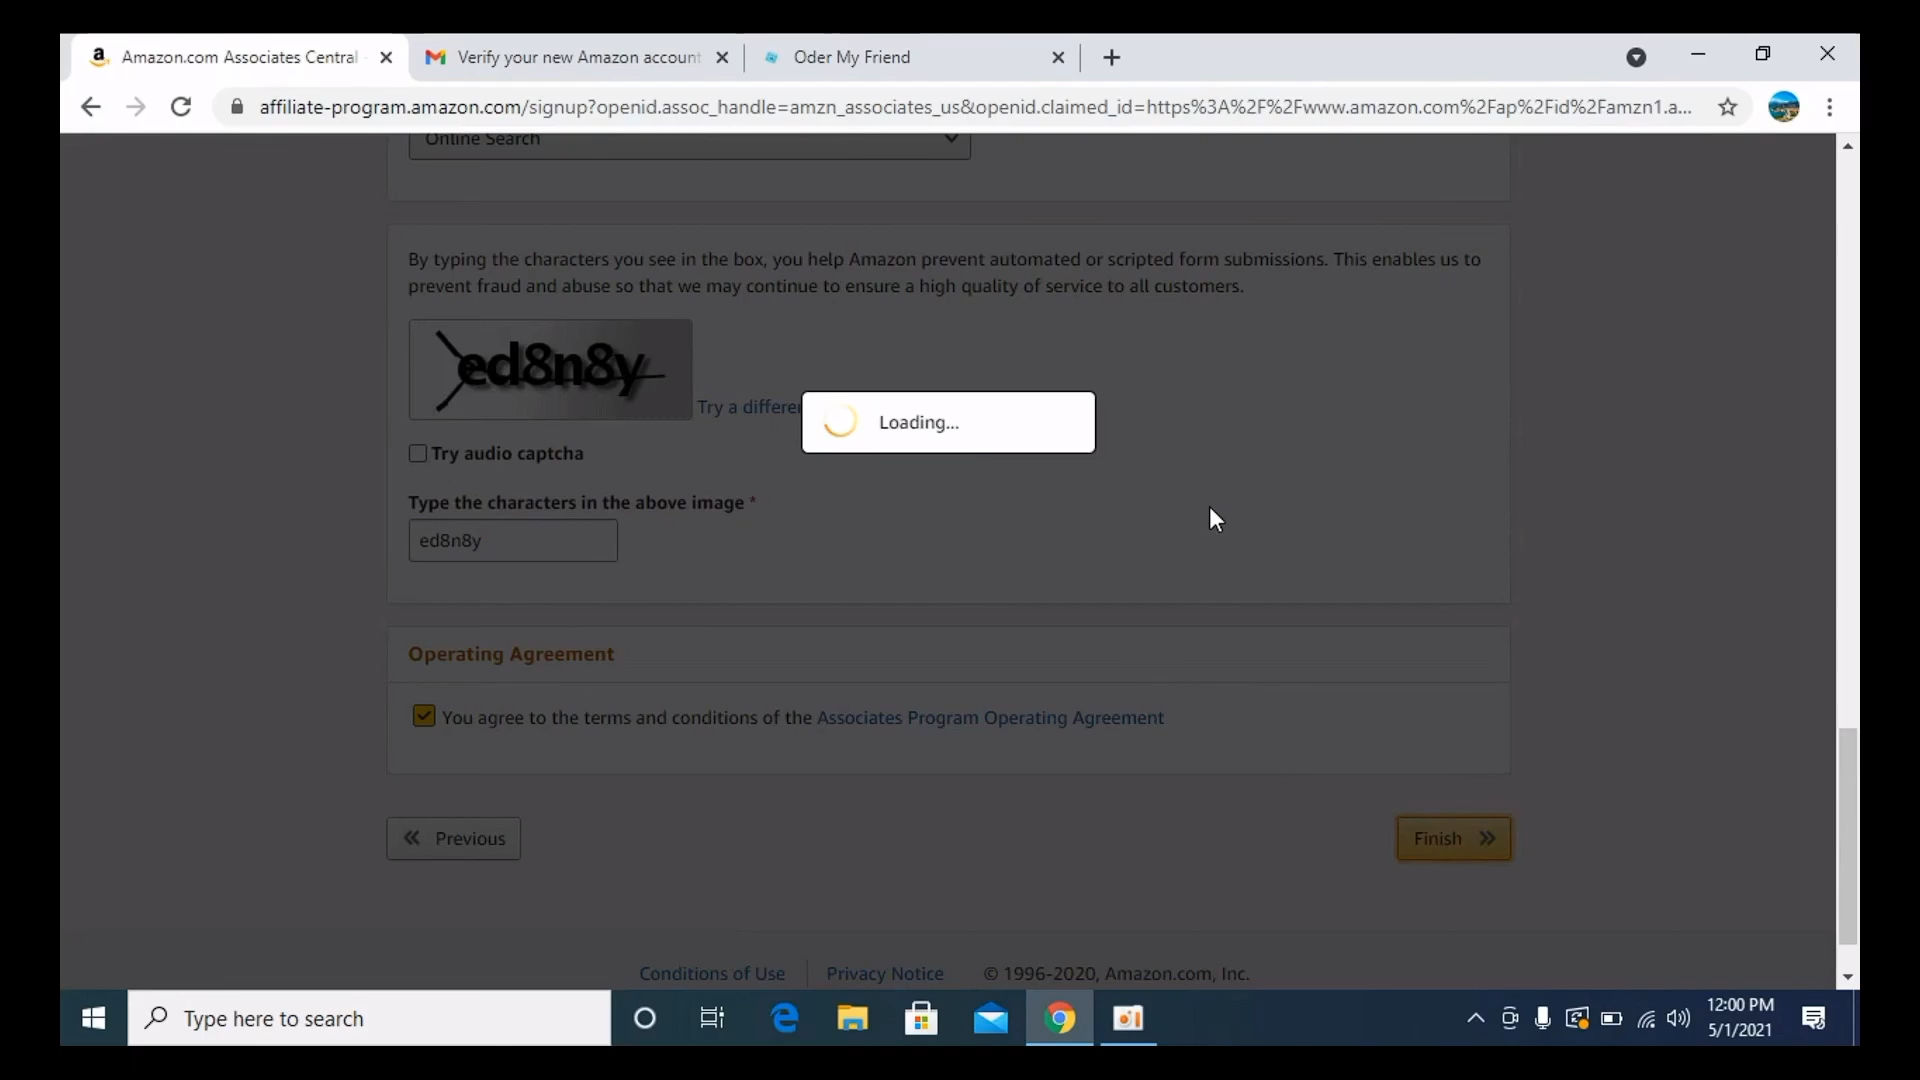 Amazon.com Associates Central
Verify your new Amazon account
Oder My Friend
affiliate-program.amazon.com/signup?openid.assoc_handle=amzn_associates_us&openid.claimed_id=https%3A%2F%2Fwww.amazon.com%2Fap%2Fid%2Famzn1.a...
Online Search
By typing the characters you see in the box, you help Amazon prevent automated or scripted form submissions. This enables us to
prevent fraud and abuse so that we may continue to ensure a high quality of service to all customers.
ed8n8y
Try a differen
Loading...
Try audio captcha
Type the characters in the above image *
ed8n8y
Operating Agreement
You agree to the terms and conditions of the Associates Program Operating Agreement
Previous
Finish
Conditions of Use
Privacy Notice
© 1996-2020, Amazon.com, Inc.
Type here to search
12:00 PM
5/1/2021